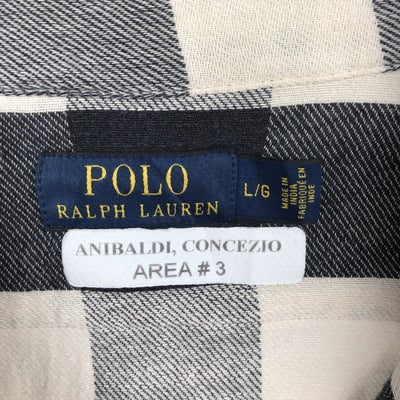 POLO
RALPH LAUREN
L/G
MADE IN
INDIA
FABRIQUÉ EN
INDE
ANIBALDI, CONCEZIO
AREA # 3